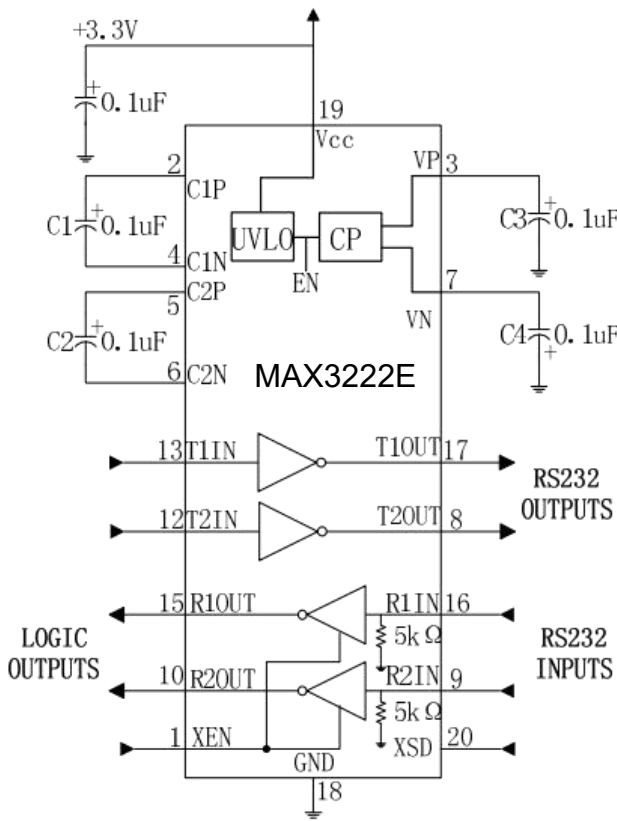 +3.3V
+
0.1uF
19
Vcc
2
C1P
VP
3
C1
+
0.1uF
UVLO
CP
C3
+
0.1uF
4
C1N
EN
5
C2P
7
VN
C2
+
0.1uF
C4
0.1uF
+
6
C2N
MAX3222E
13
T1IN
T1OUT
17
RS232
OUTPUTS
12
T2IN
T2OUT
8
15
R1OUT
R1IN
16
5kΩ
LOGIC
OUTPUTS
RS232
INPUTS
10
R2OUT
R2IN
9
5kΩ
1
XEN
XSD
20
GND
18